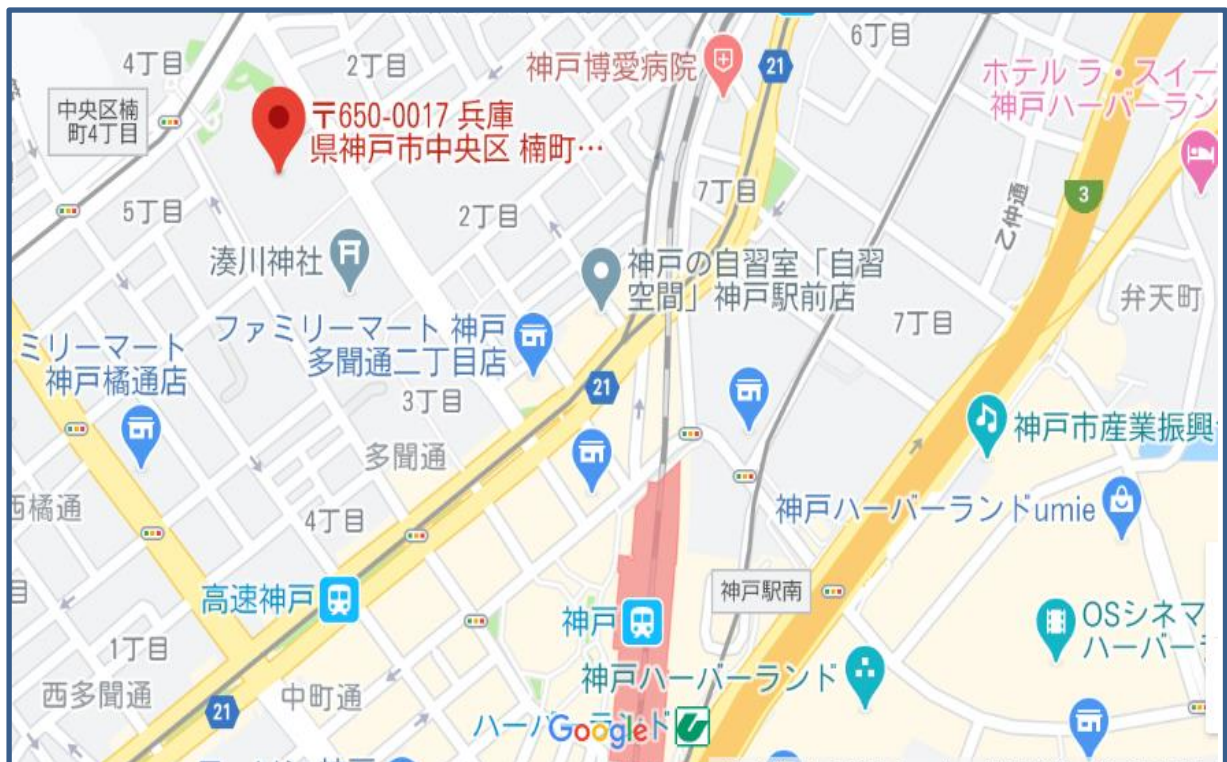 4丁目
2丁目
神戸博愛病院
21
6丁目
ホテル ラ・スイー
神戸ハーバーラン
中央区楠
町4丁目
〒650-0017 兵庫
県神戸市中央区 楠町…
5丁目
2丁目
7丁目
3
乙仲通
湊川神社
神戸の自習室「自習
空間」神戸駅前店
弁天町
7丁目
ファミリーマート 神戸
多聞通二丁目店
ミリーマート
神戸橘通店
21
3丁目
多聞通
神戸市産業振興
西橘通
4丁目
神戸ハーバーランドumie
高速神戸
神戸
神戸駅南
OSシネマ
ハーバー
1丁目
西多聞通
21
中町通
神戸ハーバーランド
Google